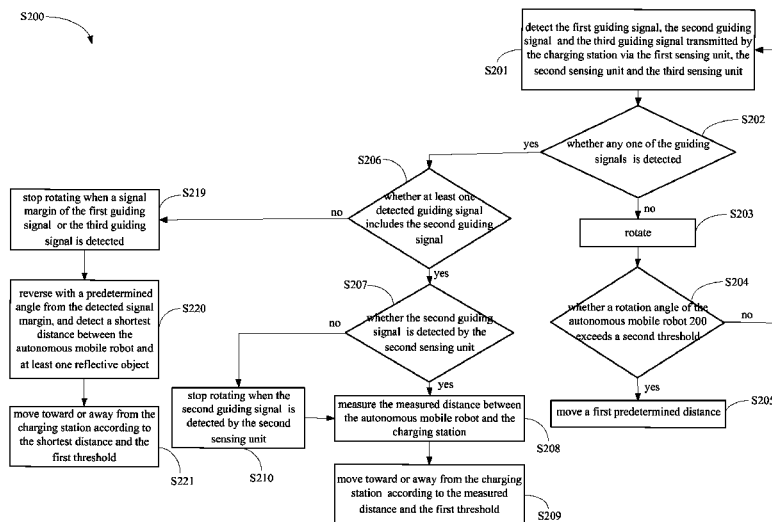 S200
detect the first guiding signal, the second guiding
signal and the third guiding signal transmitted by
the charging station via the first sensing unit, the
second sensing unit and the third sensing unit
S201
S202
whether any one of the guiding
signals is detected
yes
no
S203
rotate
S204
whether a rotation angle of the
autonomous mobile robot 200
exceeds a second threshold
no
yes
move a first predetermined distance
S205
S206
whether at least one
detected guiding signal
includes the second guiding
signal
no
yes
S207
whether the second guiding
signal is detected by the
second sensing unit
no
yes
measure the measured distance between
the autonomous mobile robot and the
charging station
S208
move toward or away from the charging
station according to the measured
distance and the first threshold
S209
stop rotating when the
second guiding signal is
detected by the second
sensing unit
S210
S219
stop rotating when a signal
margin of the first guiding
signal or the third guiding
signal is detected
S220
reverse with a predetermined
angle from the detected signal
margin, and detect a shortest
distance between the
autonomous mobile robot and
at least one reflective object
move toward or away from the
charging station according to
the shortest distance and the
first threshold
S221